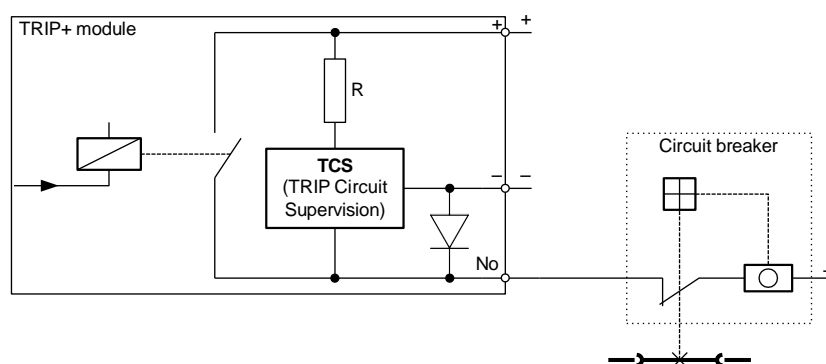 TRIP+ module
+ +
R
TCS
(TRIP Circuit
Supervision)
– –
No
Circuit breaker
–